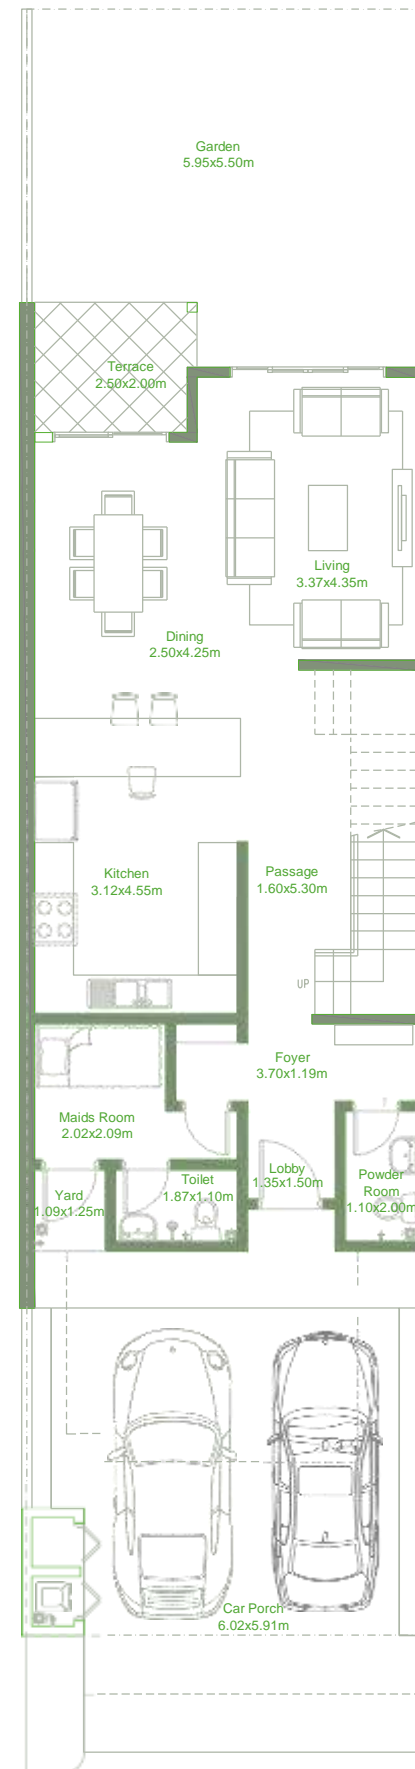 Garden
5.95x5.50m
Terrace
2.50x2.00m
Living
3.37x4.35m
Dining
2.50x4.25m
Kitchen
3.12x4.55m
Passage
1.60x5.30m
UP
Foyer
3.70x1.19m
Maids Room
2.02x2.09m
Lobby
1.35x1.50m
Toilet
1.87x1.10m
Powder
Room
1.10x2.00m
Yard
1.09x1.25m
Car Porch
6.02x5.91m